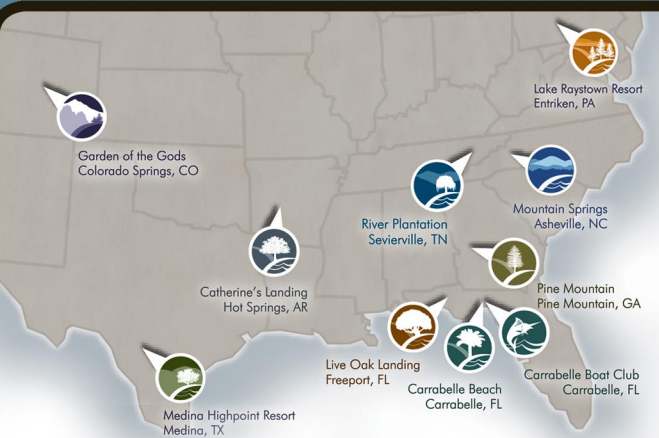 Lake Raystown Resort
Entriken, PA
Garden of the Gods
Colorado Springs, CO
Mountain Springs
Asheville, NC
River Plantation
Sevierville, TN
Catherine's Landing
Hot Springs, AR
Pine Mountain
Pine Mountain, GA
Live Oak Landing
Freeport, FL
Carrabelle Beach
Carrabelle, FL
Carrabelle Boat Club
Carrabelle, FL
Medina Highpoint Resort
Medina, TX